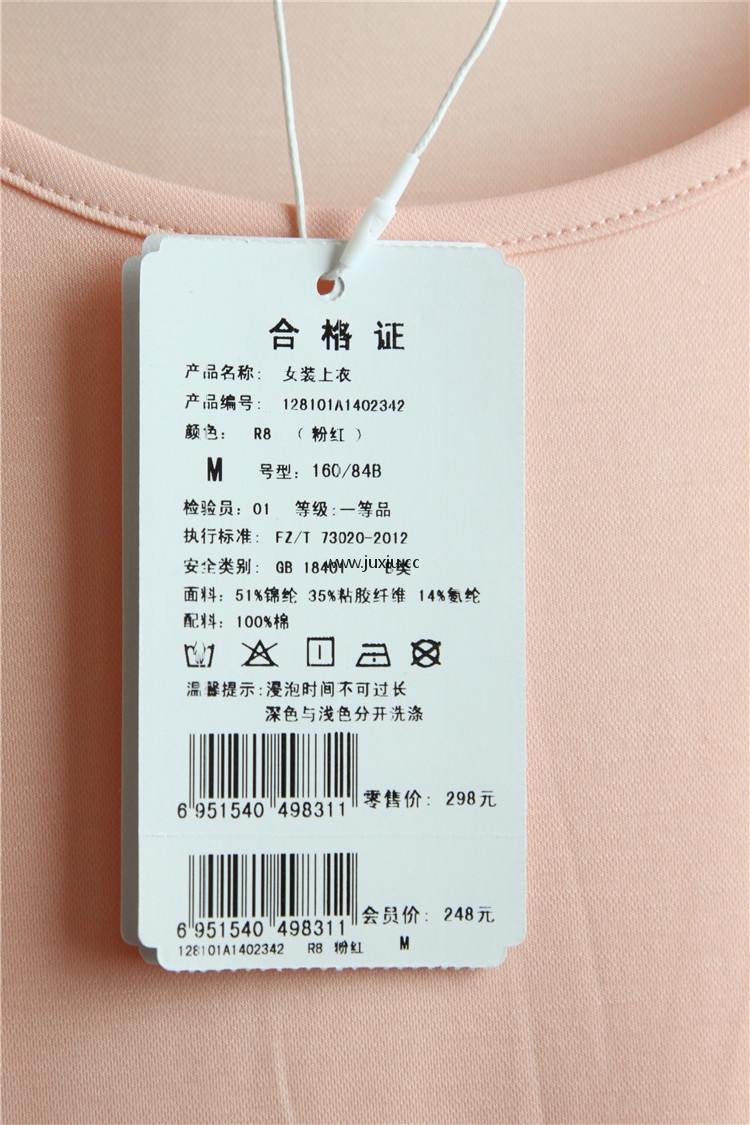 合格证
产品名称: 女装上衣
产品编号: 128101A1402342
颜色: R8 (粉红)
M 号型: 160/84B
检验员: 01 等级:一等品
执行标准: FZ/T 73020-2012
安全类别: GB 18401 B类
www.juxiu.cc
面料: 51%锦纶 35%粘胶纤维 14%氨纶
配料: 100%棉
温馨提示:浸泡时间不可过长
深色与浅色分开洗涤
6 951540 498311 零售价: 298元
6 951540 498311 会员价: 248元
128101A1402342 R8 粉红 M